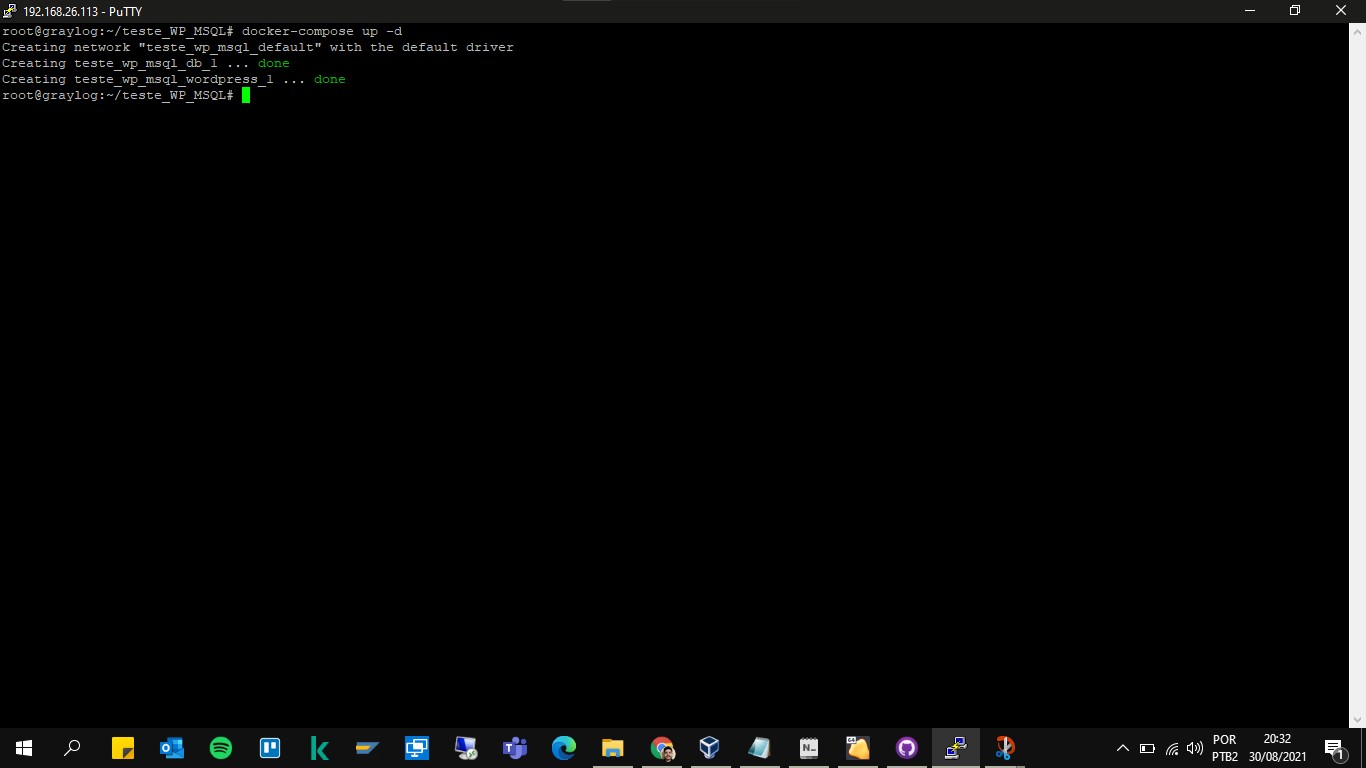 192.168.26.113 - PuTTY
root@graylog:~/teste_WP_MSQL# docker-compose up -d
Creating network "teste_wp_msql_default" with the default driver
Creating teste_wp_msql_db_1 ... done
Creating teste_wp_msql_wordpress_1 ... done
root@graylog:~/teste_WP_MSQL#
POR
PTB2
20:32
30/08/2021
1